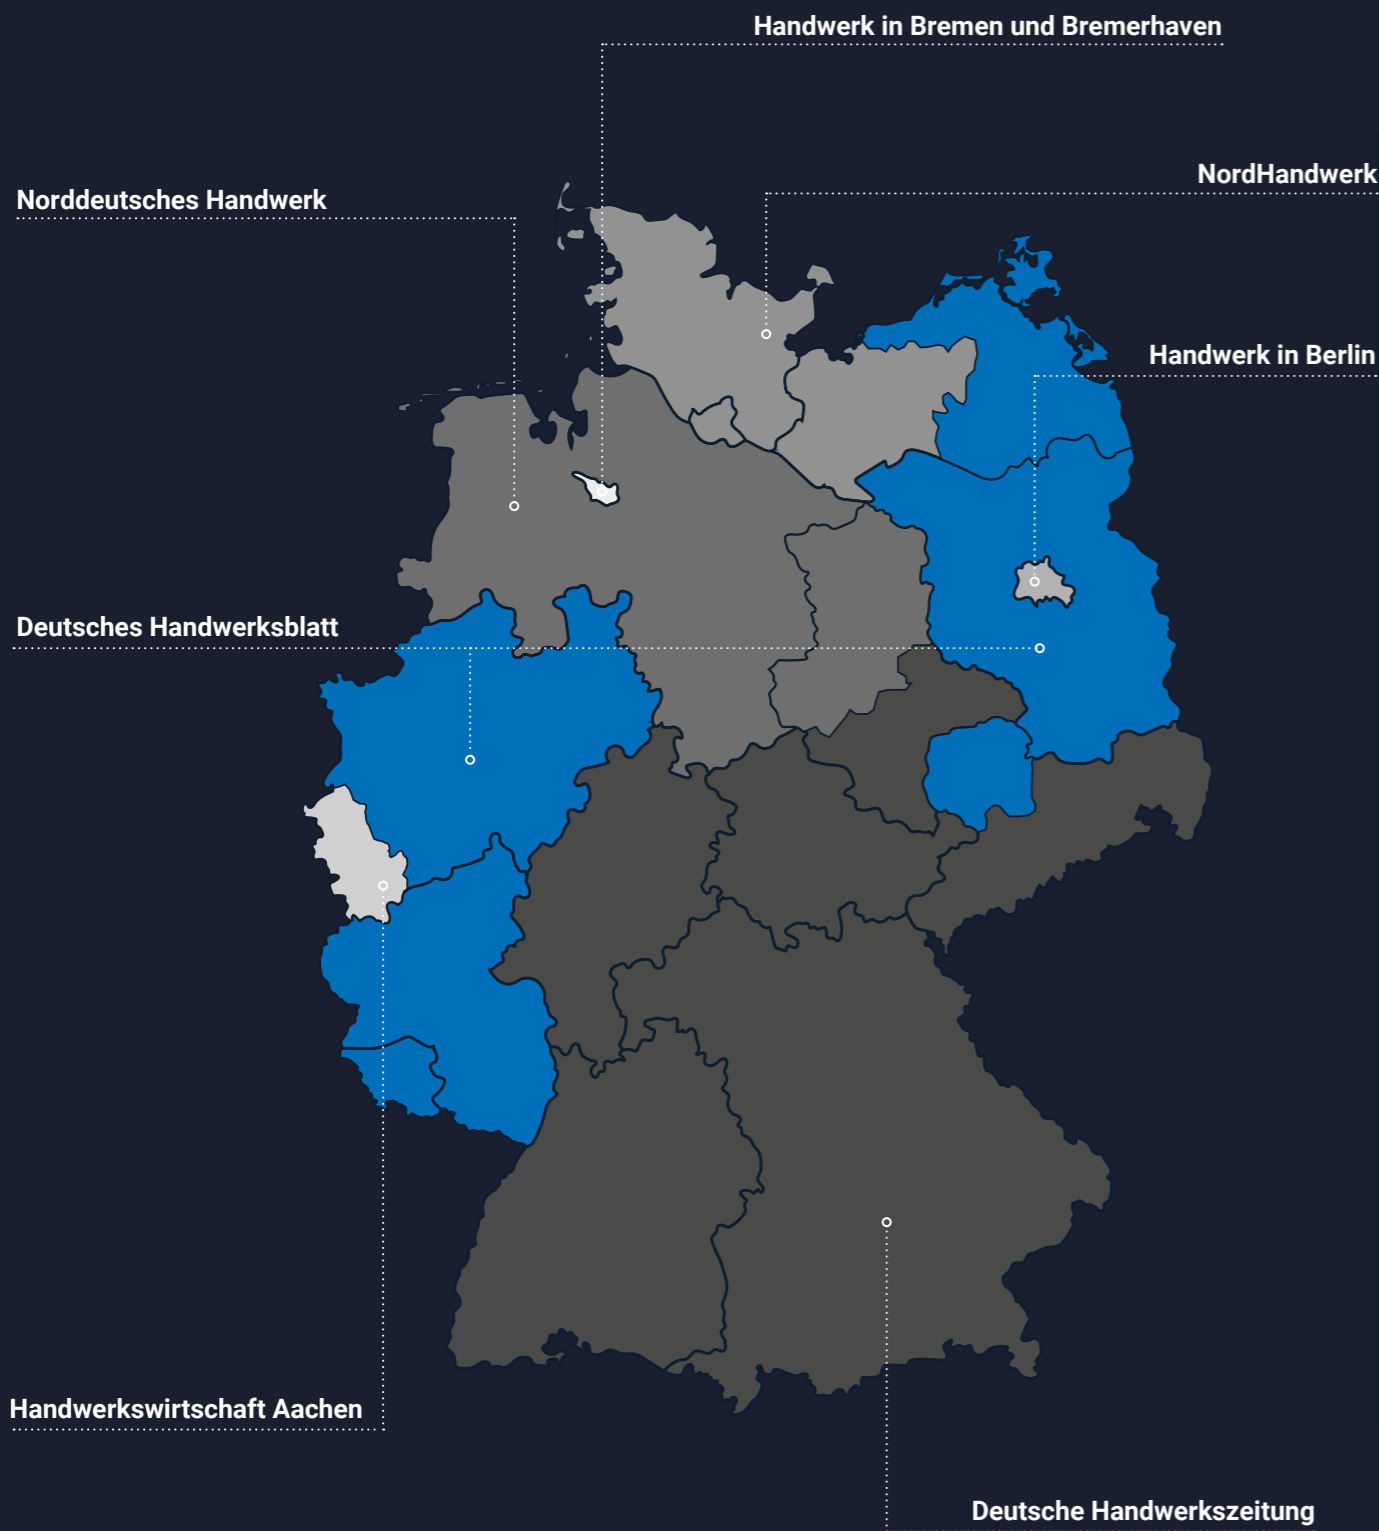 Handwerk in Bremen und Bremerhaven
NordHandwerk
Norddeutsches Handwerk
Handwerk in Berlin
Deutsches Handwerksblatt
Handwerkswirtschaft Aachen
Deutsche Handwerkszeitung